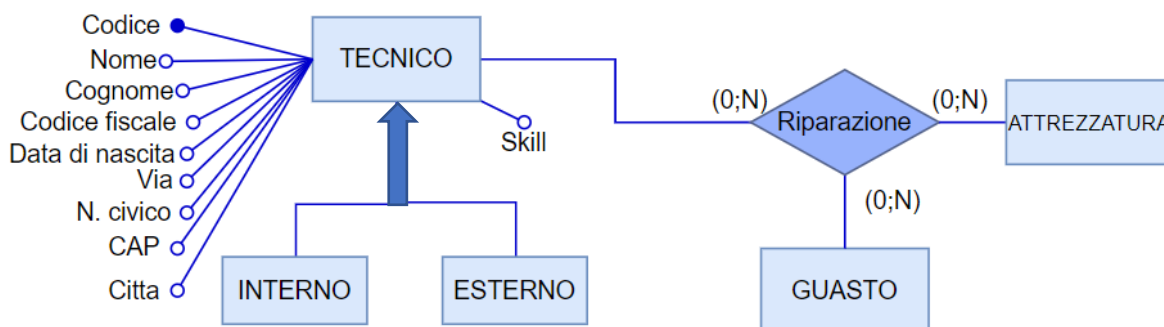 Codice
Nome
Cognome
Codice fiscale
Data di nascita
Via
N. civico
CAP
Citta
TECNICO
Skill
INTERNO
ESTERNO
(0;N)
Riparazione
(0;N)
ATTREZZATURA
(0;N)
GUASTO